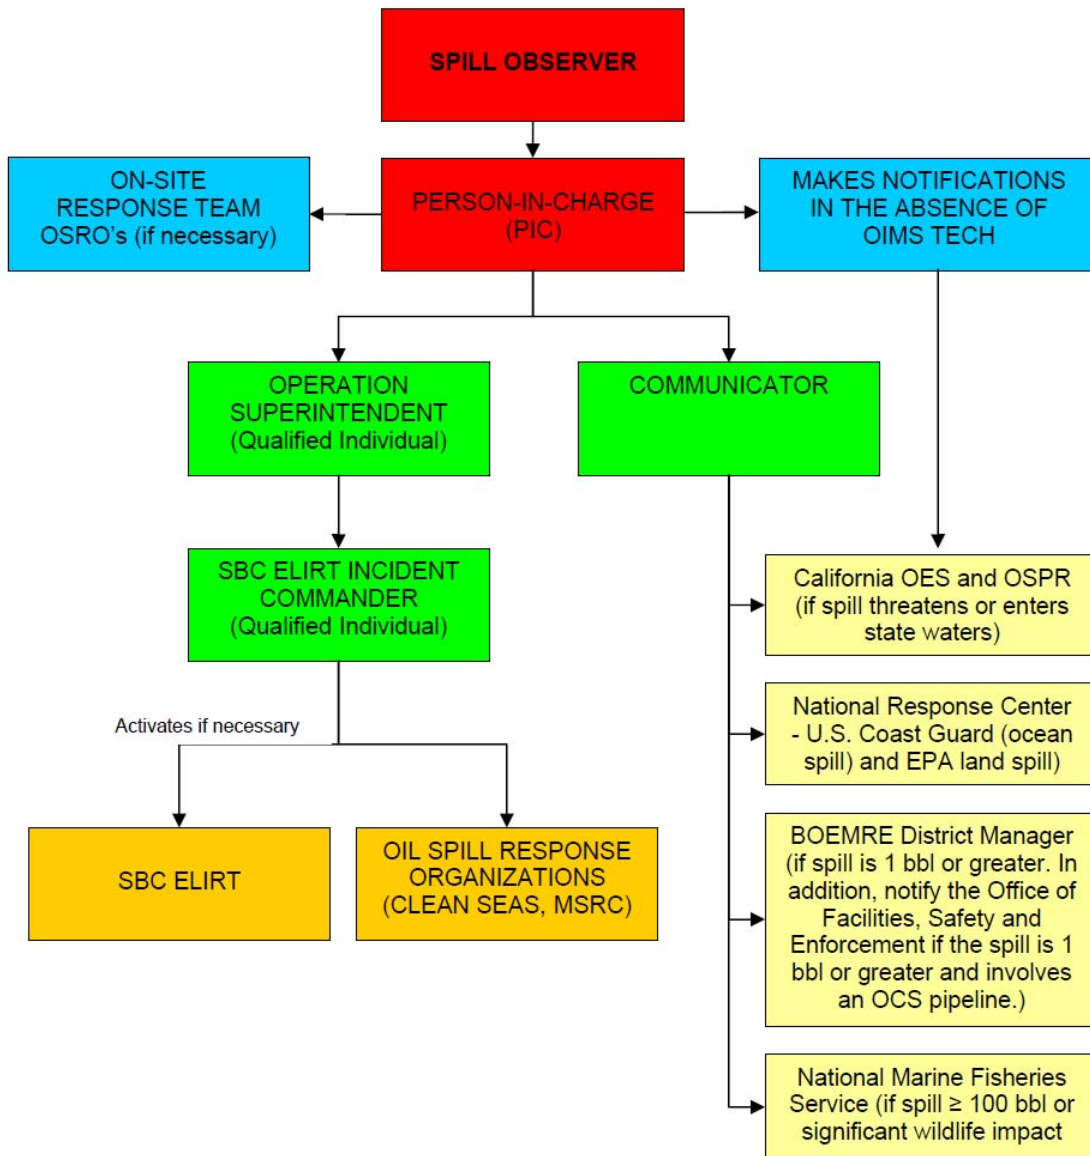 SPILL OBSERVER
ON-SITE
RESPONSE TEAM
OSRO's (if necessary)
PERSON-IN-CHARGE
(PIC)
MAKES NOTIFICATIONS
IN THE ABSENCE OF
OIMS TECH
OPERATION
SUPERINTENDENT
(Qualified Individual)
COMMUNICATOR
SBC ELIRT INCIDENT
COMMANDER
(Qualified Individual)
Activates if necessary
SBC ELIRT
OIL SPILL RESPONSE
ORGANIZATIONS
(CLEAN SEAS, MSRC)
California OES and OSPR
(if spill threatens or enters
state waters)
National Response Center
- U.S. Coast Guard (ocean
spill) and EPA land spill)
BOEMRE District Manager
(if spill is 1 bbl or greater. In
addition, notify the Office of
Facilities, Safety and
Enforcement if the spill is 1
bbl or greater and involves
an OCS pipeline.)
National Marine Fisheries
Service (if spill ≥ 100 bbl or
significant wildlife impact